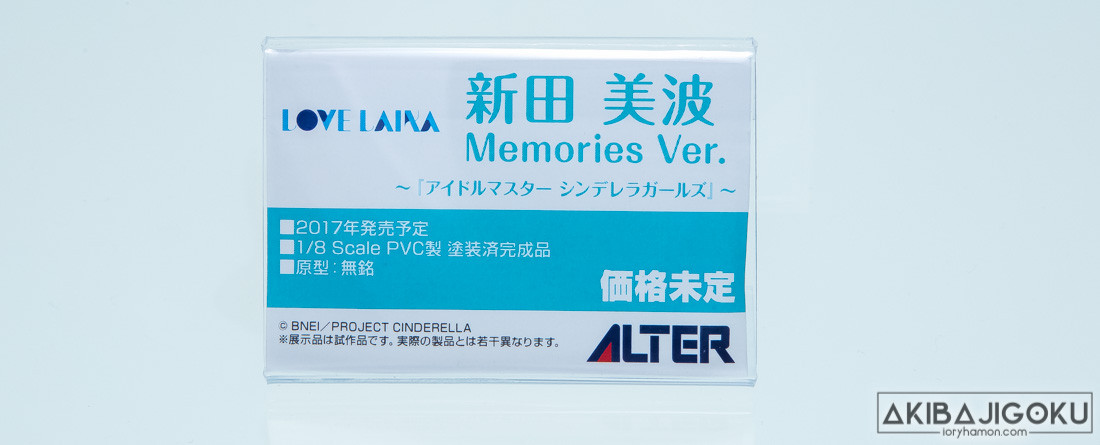 LOVE LAIKA
新田 美波
Memories Ver.
～『アイドルマスター シンデレラガールズ』～
■2017年発売予定
■1/8 Scale PVC製 塗装済完成品
■原型：無銘
価格未定
© BNEI／PROJECT CINDERELLA
※展示品は試作品です。実際の製品とは若干異なります。
ALTER
AKIBAJIGOKU
ioryhamon.com